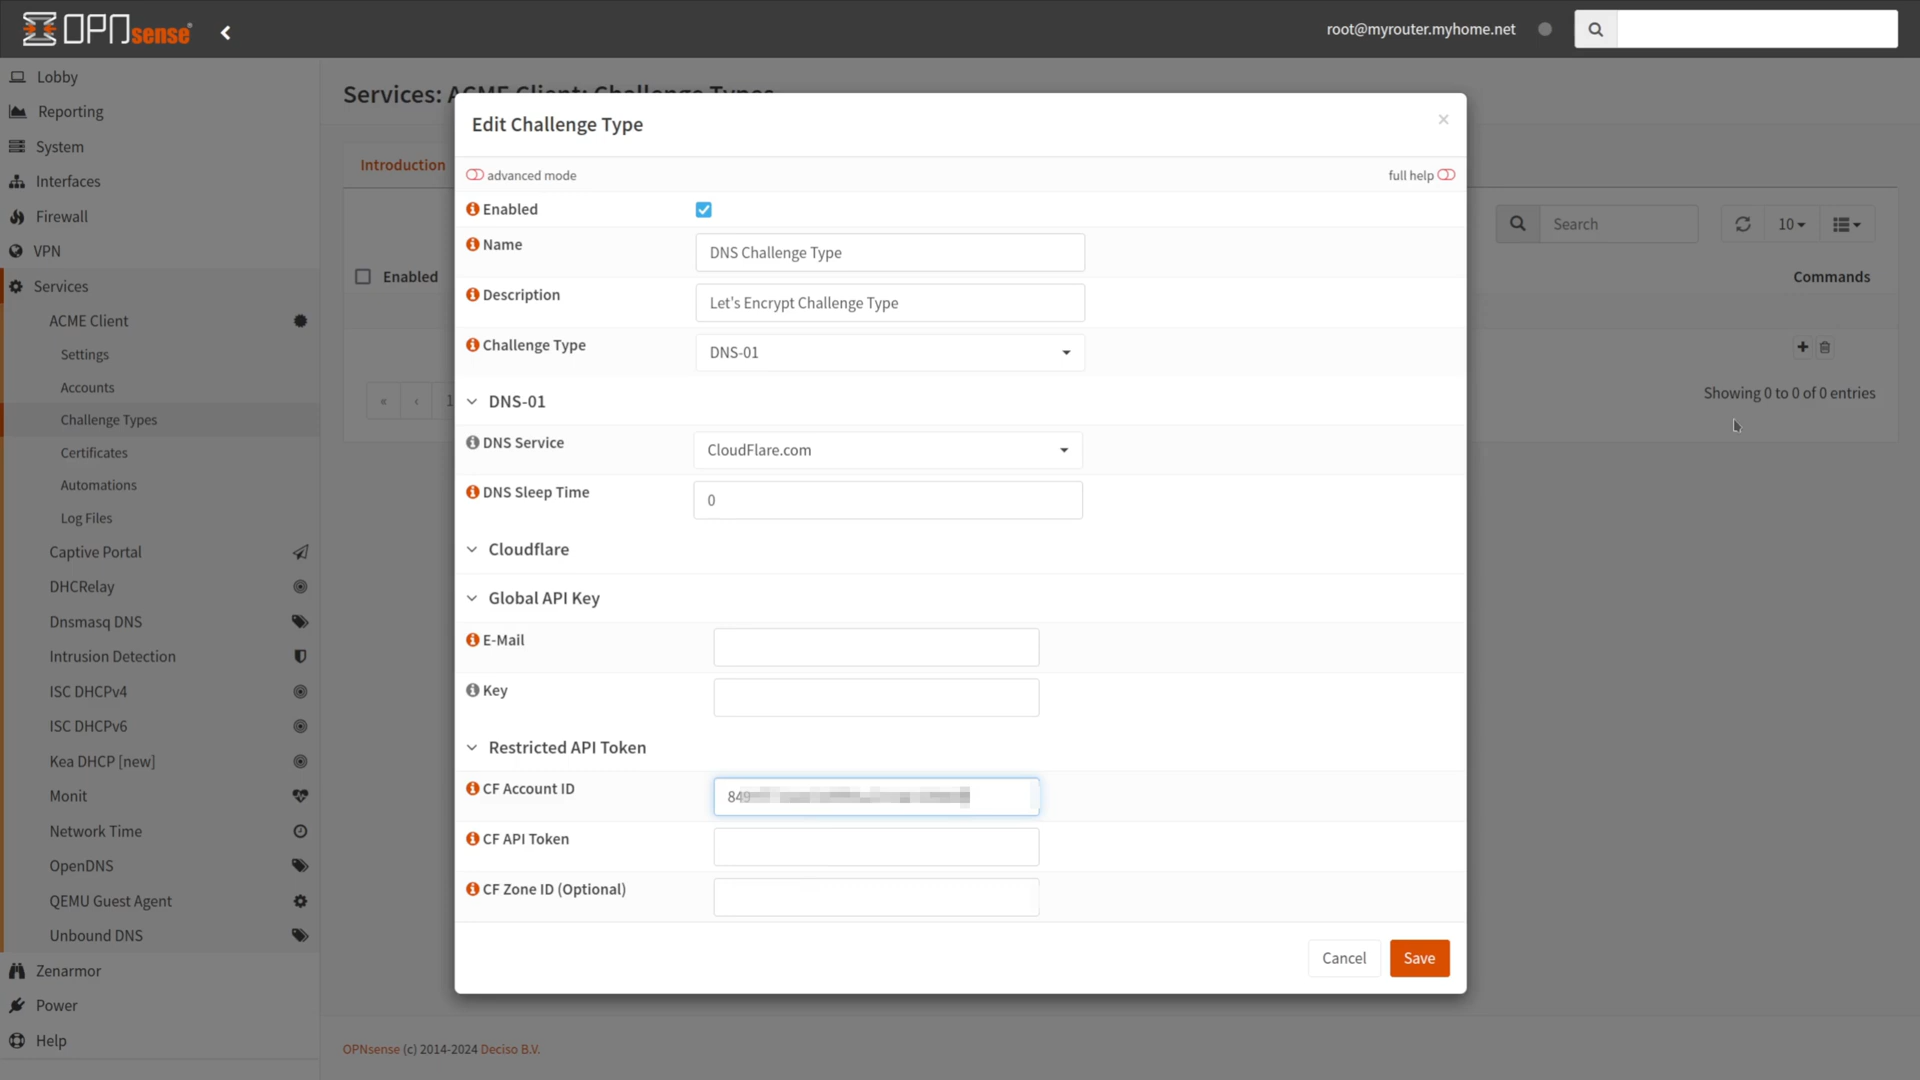 OPNsense
root@myrouter.myhome.net
Lobby
Reporting
System
Interfaces
Firewall
VPN
Services
ACME Client
Settings
Accounts
Challenge Types
Certificates
Automations
Log Files
Captive Portal
DHCRelay
Dnsmasq DNS
Intrusion Detection
ISC DHCPv4
ISC DHCPv6
Kea DHCP [new]
Monit
Network Time
OpenDNS
QEMU Guest Agent
Unbound DNS
Zenarmor
Power
Help
Services: ACME Client: Challenge Types
Introduction
Search
10
Enabled
Commands
« ‹ 1
Showing 0 to 0 of 0 entries
Edit Challenge Type
×
advanced mode
full help
Enabled
Name
DNS Challenge Type
Description
Let's Encrypt Challenge Type
Challenge Type
DNS-01
DNS-01
DNS Service
CloudFlare.com
DNS Sleep Time
0
Cloudflare
Global API Key
E-Mail
Key
Restricted API Token
CF Account ID
849
CF API Token
CF Zone ID (Optional)
Cancel
Save
OPNsense (c) 2014-2024 Deciso B.V.